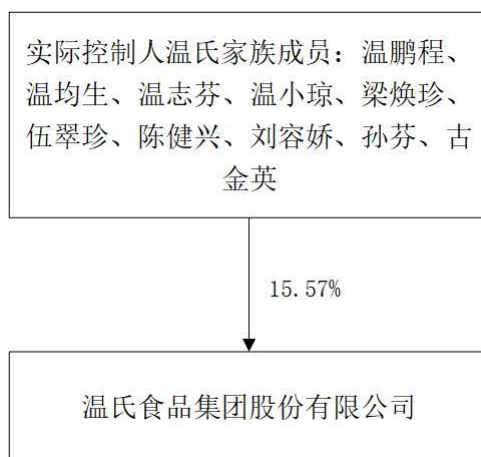 实际控制人温氏家族成员：温鹏程、
温均生、温志芬、温小琼、梁焕珍、
伍翠珍、陈健兴、刘容娇、孙芬、古
金英
15.57%
温氏食品集团股份有限公司